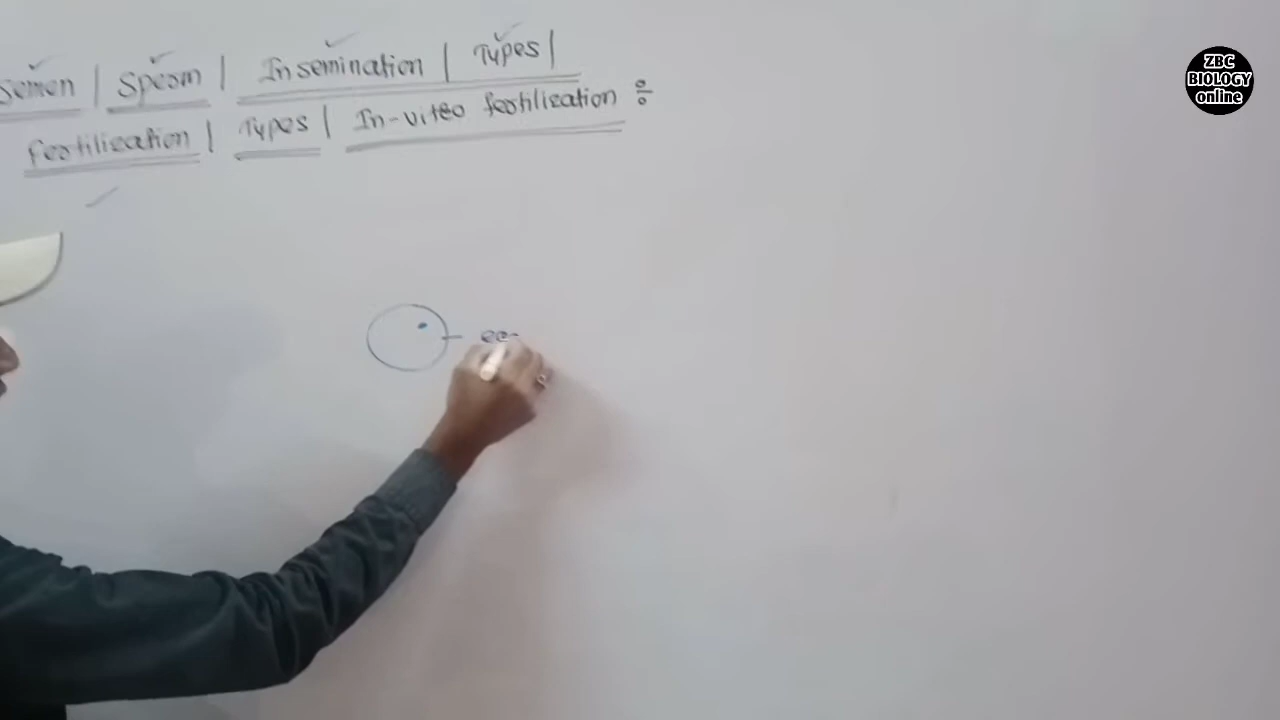 Semen | Sperm | Insemination | Types |
fertilization | Types | In-vitro fertilization ÷
ZBC
BIOLOGY
online